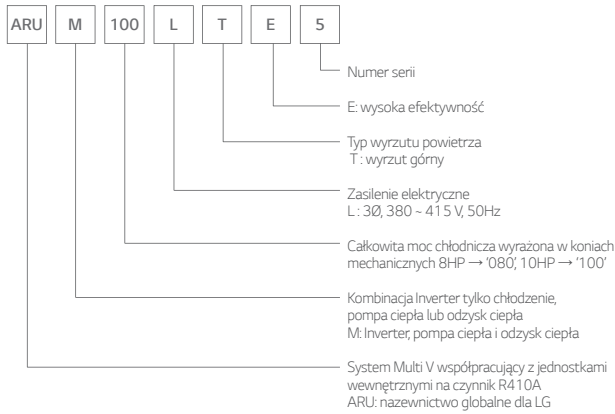 ARU M 100 L T E 5
Numer serii
E: wysoka efektywność
Typ wyrzutu powietrza
T : wyrzut górny
Zasilenie elektryczne
L : 3Ø, 380 ~ 415 V, 50Hz
Całkowita moc chłodnicza wyrażona w koniach
mechanicznych 8HP → ‘080’, 10HP → ‘100’
Kombinacja Inverter tylko chłodzenie,
pompa ciepła lub odzysk ciepła
M: Inverter, pompa ciepła i odzysk ciepła
System Multi V współpracujący z jednostkami
wewnętrznymi na czynnik R410A
ARU: nazewnictwo globalne dla LG